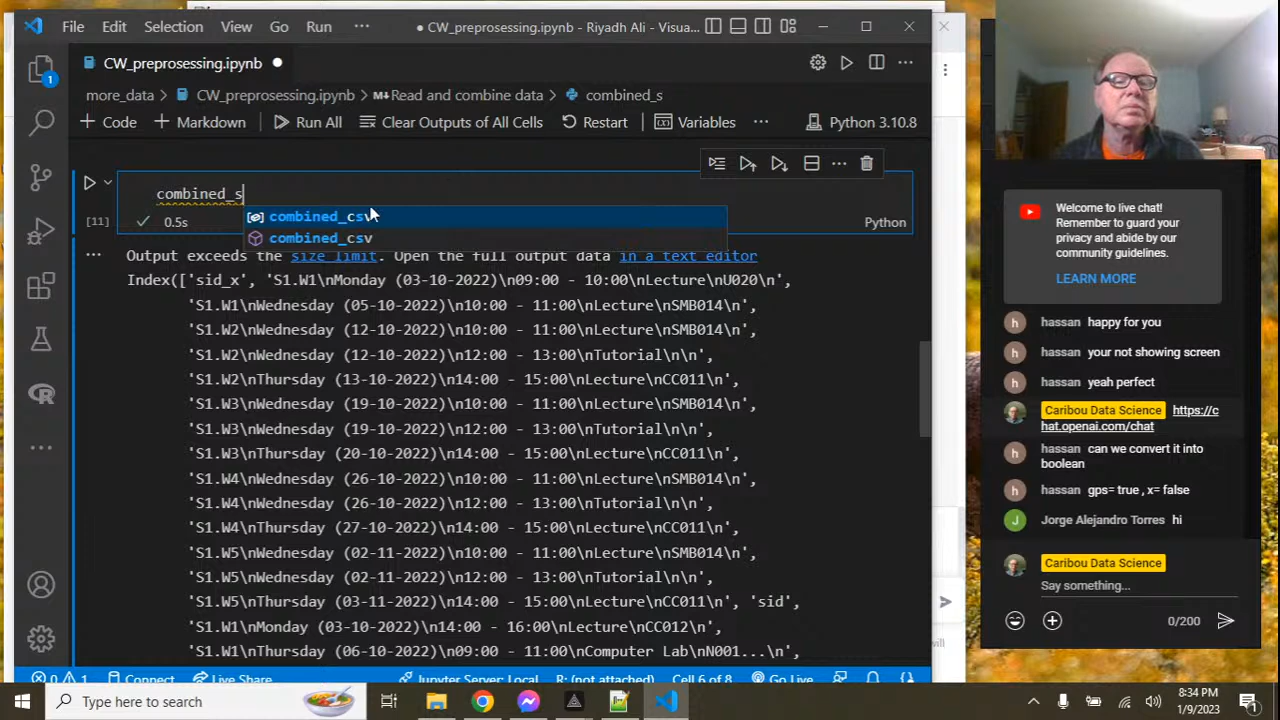 File Edit Selection View Go Run ··· ● CW_preprosessing.ipynb - Riyadh Ali - Visua...
CW_preprosessing.ipynb ●
more_data > CW_preprosessing.ipynb > Read and combine data > combined_s
+ Code + Markdown Run All Clear Outputs of All Cells Restart Variables ··· Python 3.10.8
combined_s
combined_csv
[11] 0.5s Python
combined_csv
Output exceeds the size limit. Open the full output data in a text editor
Index(['sid_x', 'S1.W1\nMonday (03-10-2022)\n09:00 - 10:00\nLecture\nU020\n',
'S1.W1\nWednesday (05-10-2022)\n10:00 - 11:00\nLecture\nSMB014\n',
'S1.W2\nWednesday (12-10-2022)\n10:00 - 11:00\nLecture\nSMB014\n',
'S1.W2\nWednesday (12-10-2022)\n12:00 - 13:00\nTutorial\n\n',
'S1.W2\nThursday (13-10-2022)\n14:00 - 15:00\nLecture\nCC011\n',
'S1.W3\nWednesday (19-10-2022)\n10:00 - 11:00\nLecture\nSMB014\n',
'S1.W3\nWednesday (19-10-2022)\n12:00 - 13:00\nTutorial\n\n',
'S1.W3\nThursday (20-10-2022)\n14:00 - 15:00\nLecture\nCC011\n',
'S1.W4\nWednesday (26-10-2022)\n10:00 - 11:00\nLecture\nSMB014\n',
'S1.W4\nWednesday (26-10-2022)\n12:00 - 13:00\nTutorial\n\n',
'S1.W4\nThursday (27-10-2022)\n14:00 - 15:00\nLecture\nCC011\n',
'S1.W5\nWednesday (02-11-2022)\n10:00 - 11:00\nLecture\nSMB014\n',
'S1.W5\nWednesday (02-11-2022)\n12:00 - 13:00\nTutorial\n\n',
'S1.W5\nThursday (03-11-2022)\n14:00 - 15:00\nLecture\nCC011\n', 'sid',
'S1.W1\nMonday (03-10-2022)\n14:00 - 16:00\nLecture\nCC012\n',
'S1.W1\nThursday (06-10-2022)\n09:00 - 11:00\nComputer Lab\nN001...\n',
0 1 Connect Live Share Jupyter Server: Local R: (not attached) Cell 6 of 8 Go Live
Welcome to live chat!
Remember to guard your
privacy and abide by our
community guidelines.
LEARN MORE
hassan happy for you
hassan your not showing screen
hassan yeah perfect
Caribou Data Science https://c
hat.openai.com/chat
hassan can we convert it into
boolean
hassan gps= true , x= false
Jorge Alejandro Torres hi
Caribou Data Science
Say something...
0/200
Type here to search
8:34 PM
1/9/2023